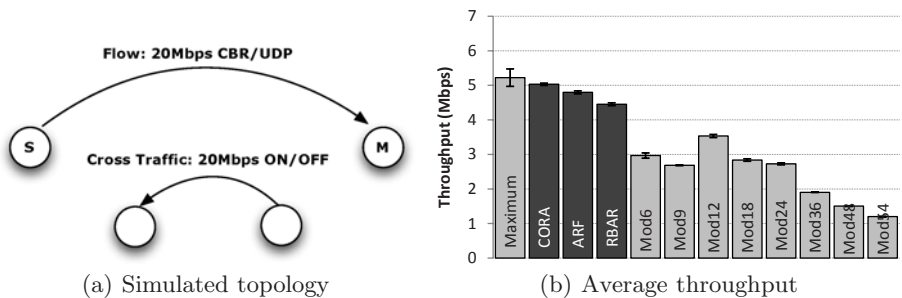 Flow: 20Mbps CBR/UDP
S
M
Cross Traffic: 20Mbps ON/OFF
(a) Simulated topology
Throughput (Mbps)
7
6
5
4
3
2
1
0
Maximum
CORA
ARF
RBAR
Mod6
Mod9
Mod12
Mod18
Mod24
Mod36
Mod48
Mod54
(b) Average throughput